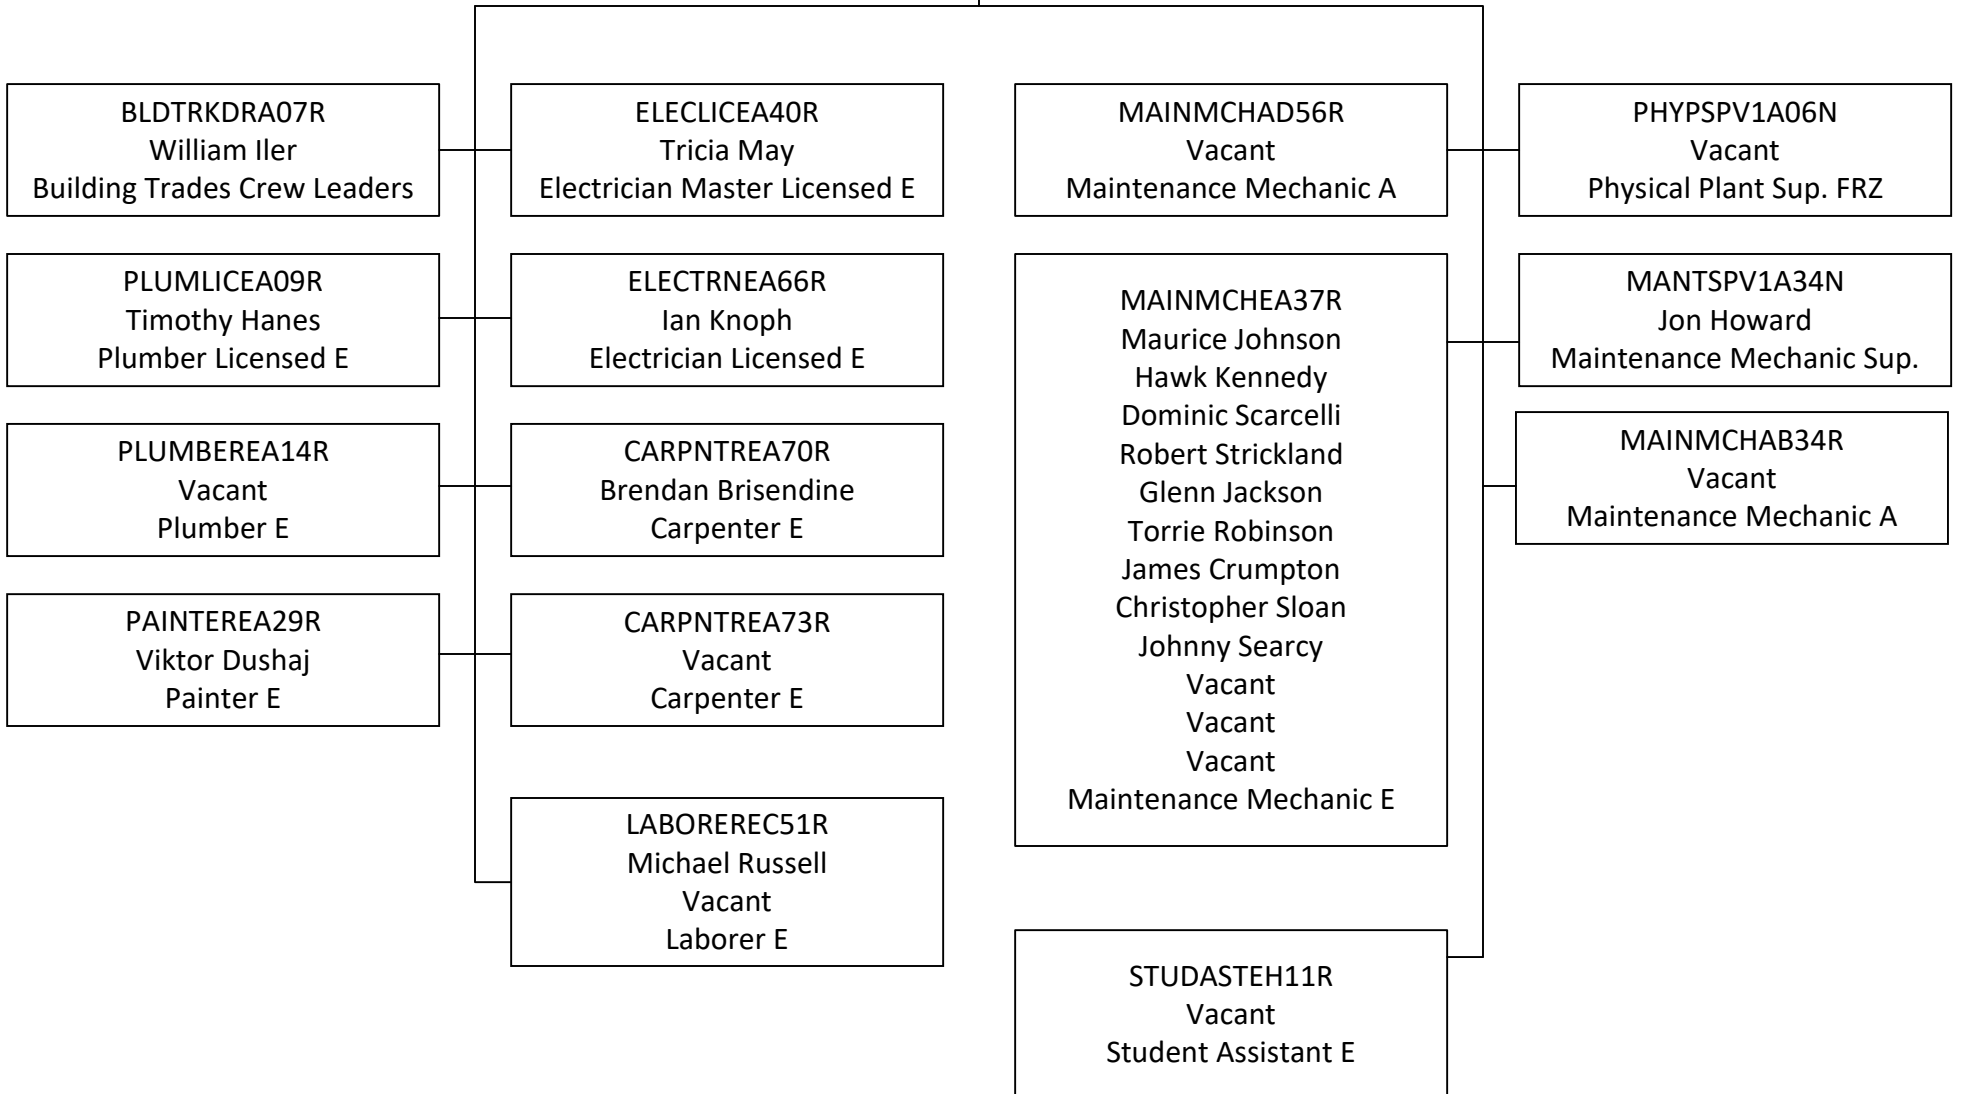 BLDTRKDRA07R
William Iler
Building Trades Crew Leaders
ELECLICEA40R
Tricia May
Electrician Master Licensed E
MAINMCHAD56R
Vacant
Maintenance Mechanic A
PHYPSPV1A06N
Vacant
Physical Plant Sup. FRZ
PLUMLICEA09R
Timothy Hanes
Plumber Licensed E
ELECTRNEA66R
Ian Knoph
Electrician Licensed E
MAINMCHEA37R
Maurice Johnson
Hawk Kennedy
Dominic Scarcelli
Robert Strickland
Glenn Jackson
Torrie Robinson
James Crumpton
Christopher Sloan
Johnny Searcy
Vacant
Vacant
Vacant
Maintenance Mechanic E
MANTSPV1A34N
Jon Howard
Maintenance Mechanic Sup.
PLUMBEREA14R
Vacant
Plumber E
CARPNTREA70R
Brendan Brisendine
Carpenter E
MAINMCHAB34R
Vacant
Maintenance Mechanic A
PAINTEREA29R
Viktor Dushaj
Painter E
CARPNTREA73R
Vacant
Carpenter E
LABOREREC51R
Michael Russell
Vacant
Laborer E
STUDASTEH11R
Vacant
Student Assistant E